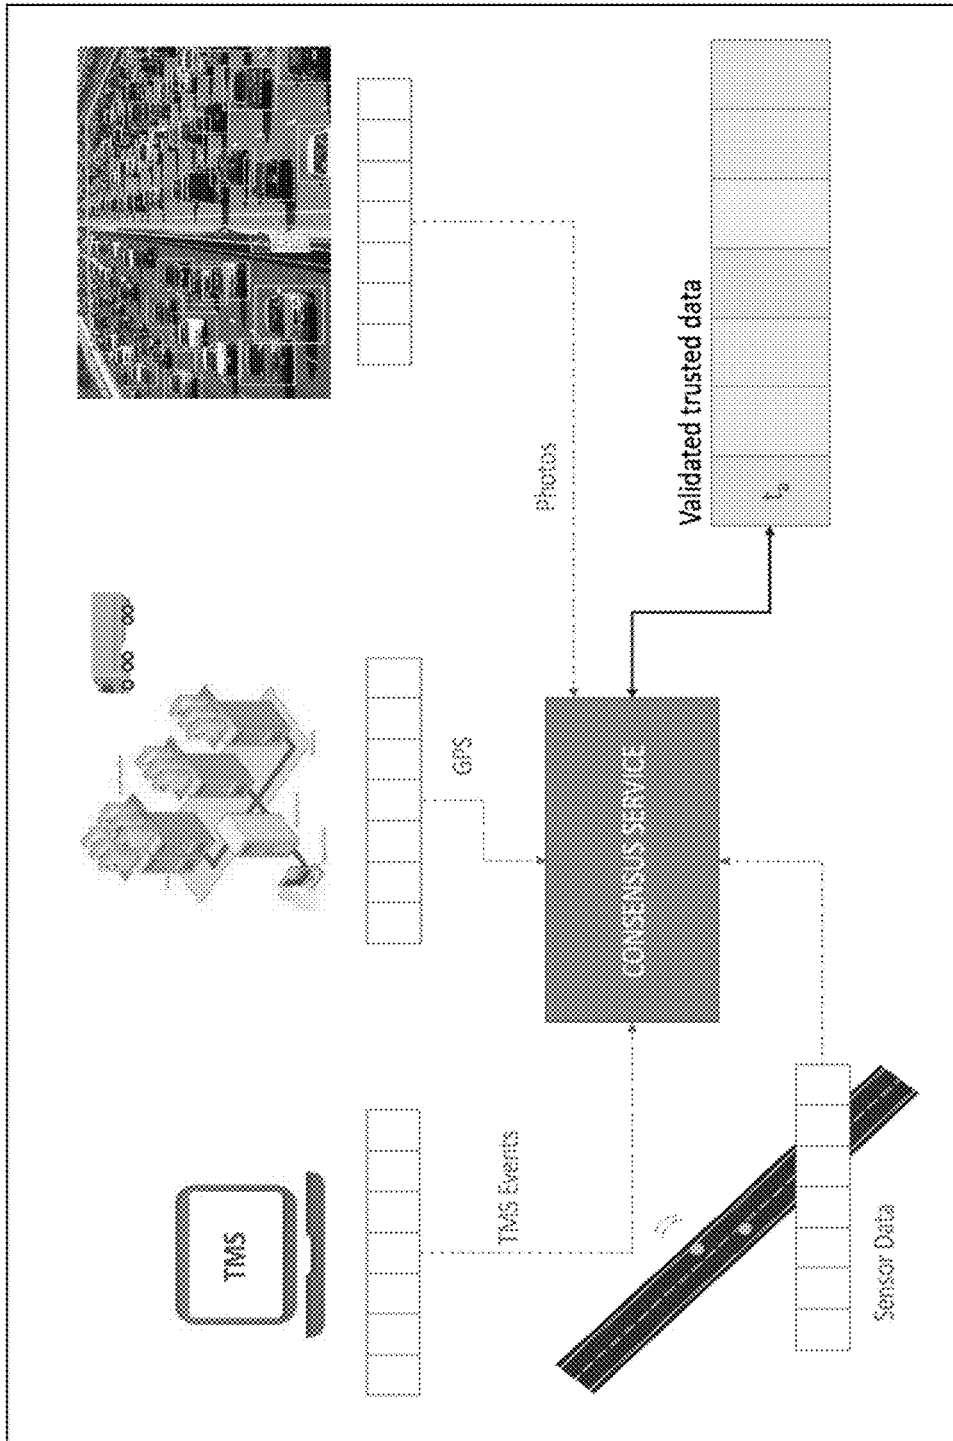 TMS
TMS Events
GPS
Photos
CONSENSUS SERVICE
Validated trusted data
Sensor Data